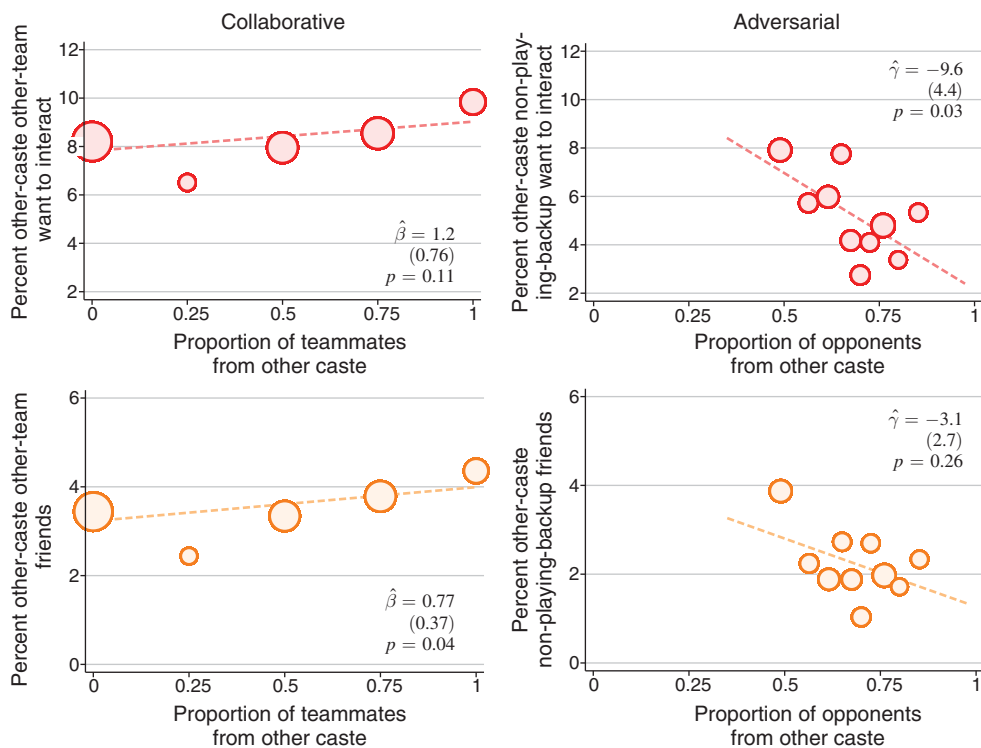 Collaborative
Percent other-caste other-team
want to interact
12
10
8
6
4
2
β̂ = 1.2
(0.76)
p = 0.11
0
0.25
0.5
0.75
1
Proportion of teammates
from other caste
Adversarial
Percent other-caste non-play-
ing-backup want to interact
12
10
8
6
4
2
γ̂ = −9.6
(4.4)
p = 0.03
0
0.25
0.5
0.75
1
Proportion of opponents
from other caste
Percent other-caste other-team
friends
6
4
2
0
β̂ = 0.77
(0.37)
p = 0.04
0
0.25
0.5
0.75
1
Proportion of teammates
from other caste
Percent other-caste
non-playing-backup friends
6
4
2
0
γ̂ = −3.1
(2.7)
p = 0.26
0
0.25
0.5
0.75
1
Proportion of opponents
from other caste